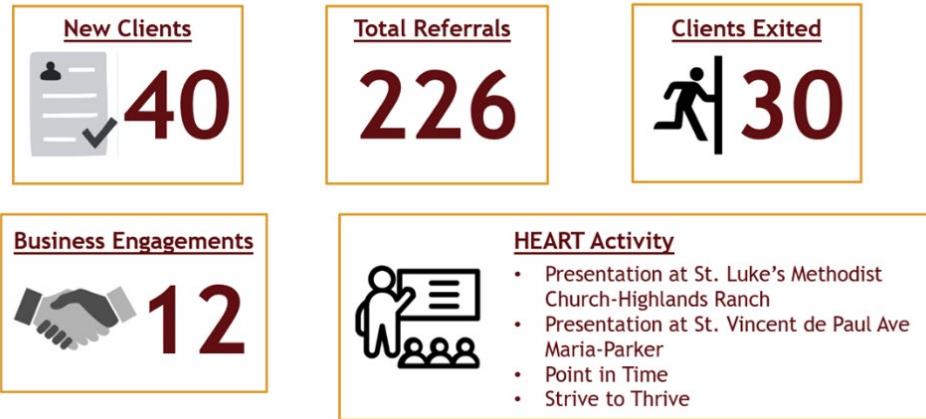 New Clients
40
Total Referrals
226
Clients Exited
30
Business Engagements
12
HEART Activity
• Presentation at St. Luke’s Methodist
Church-Highlands Ranch
• Presentation at St. Vincent de Paul Ave
Maria-Parker
• Point in Time
• Strive to Thrive